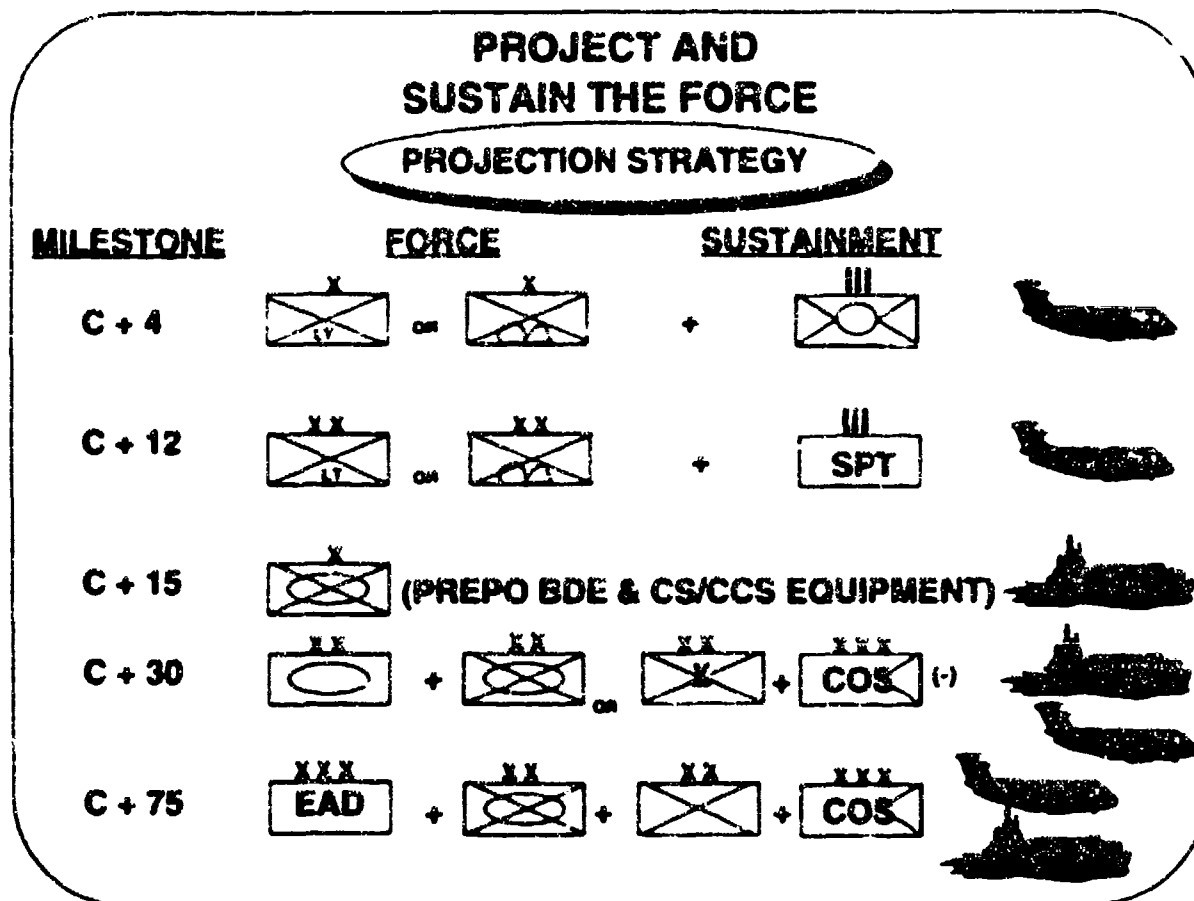 PROJECT AND
SUSTAIN THE FORCE
PROJECTION STRATEGY
MILESTONE FORCE SUSTAINMENT
X X III
C + 4 OR +
XX XX III
C + 12 LT OR + SPT
X
C + 15 (PREPO BDE & CS/CCS EQUIPMENT)
XX XX XX XXX
C + 30 + OR + COS (-)
XXX XX XX XXX
C + 75 EAD + + + COS